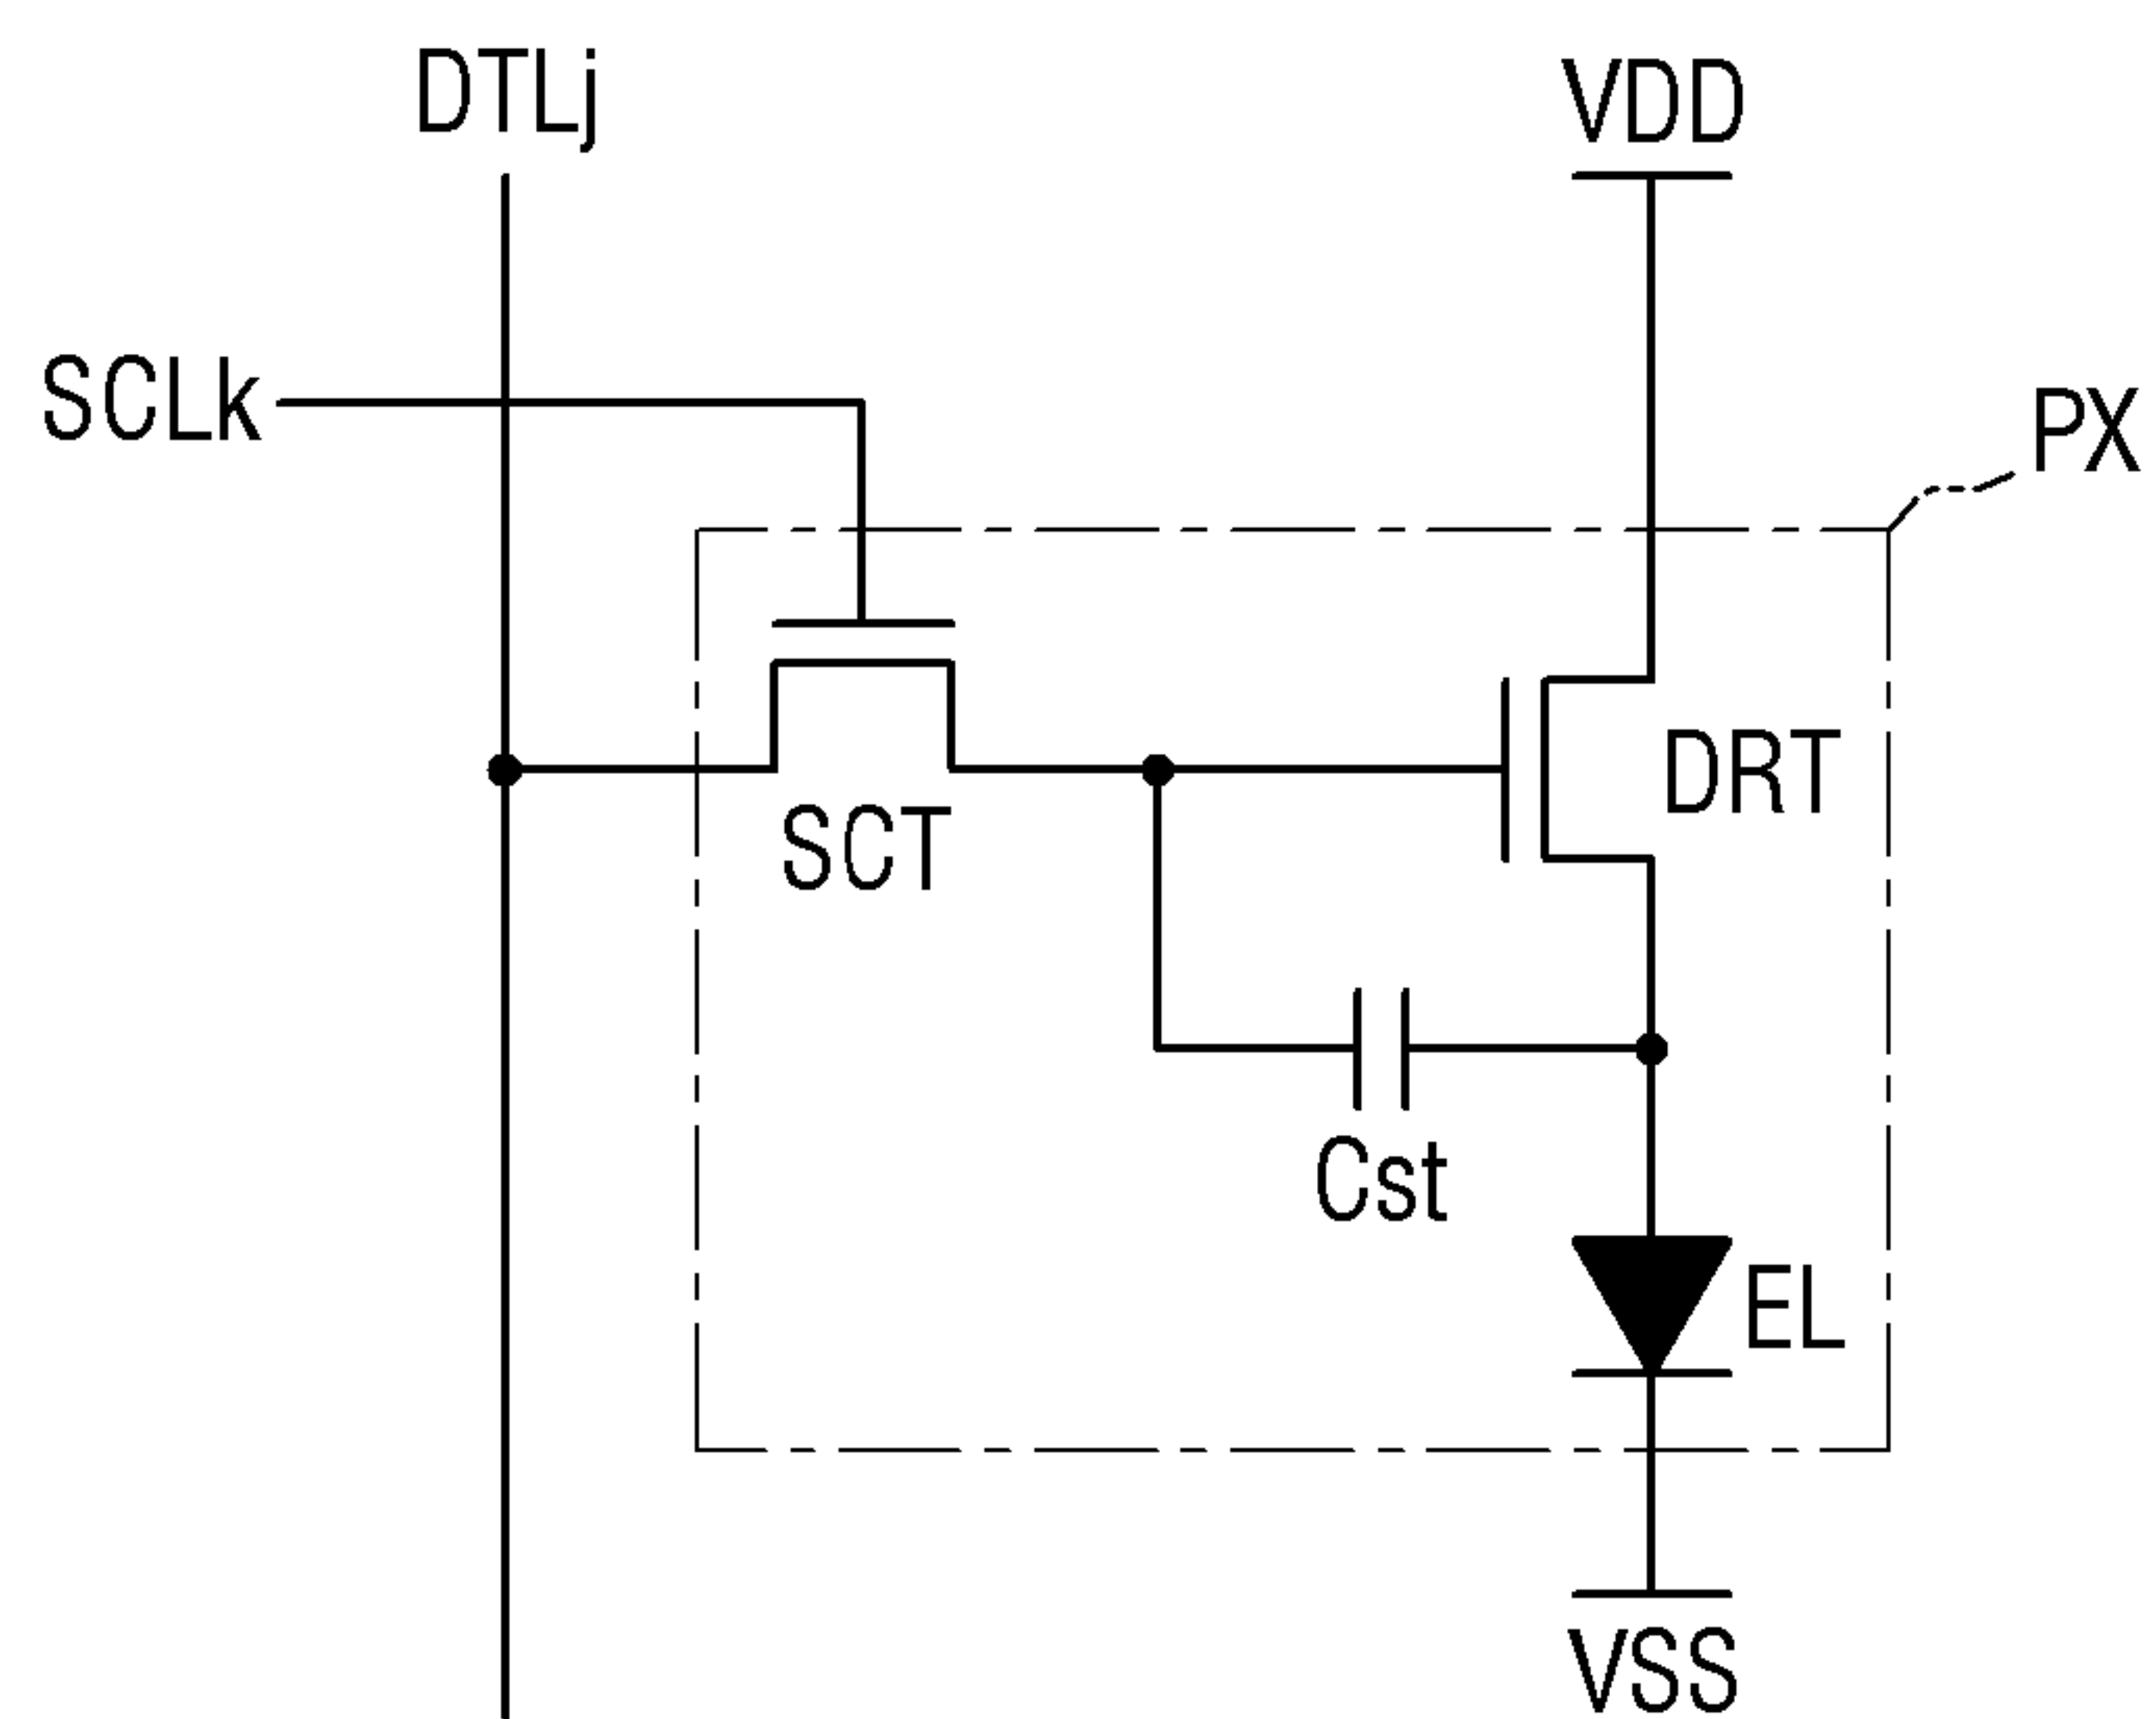 DTLj
VDD
SCLk
PX
DRT
SCT
Cst
EL
VSS